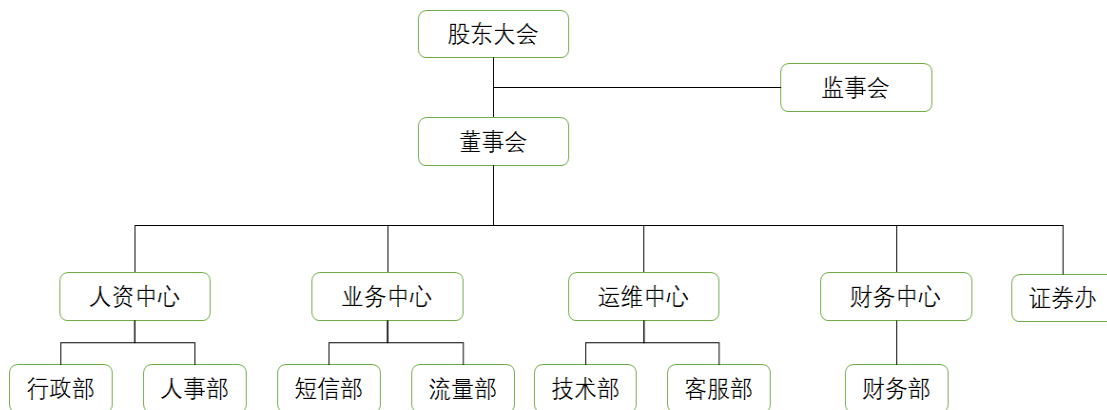 股东大会
监事会
董事会
人资中心
业务中心
运维中心
财务中心
证券办
行政部
人事部
短信部
流量部
技术部
客服部
财务部